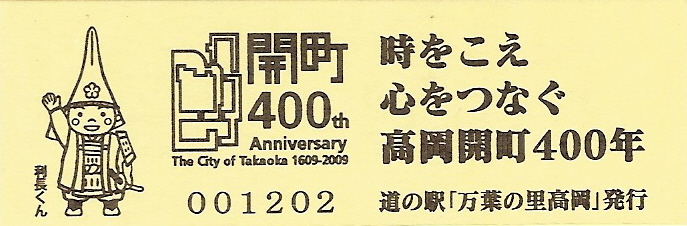 利長くん
開町
400th
Anniversary
The City of Takaoka 1609-2009
001202
時をこえ
心をつなぐ
高岡開町400年
道の駅「万葉の里高岡」発行